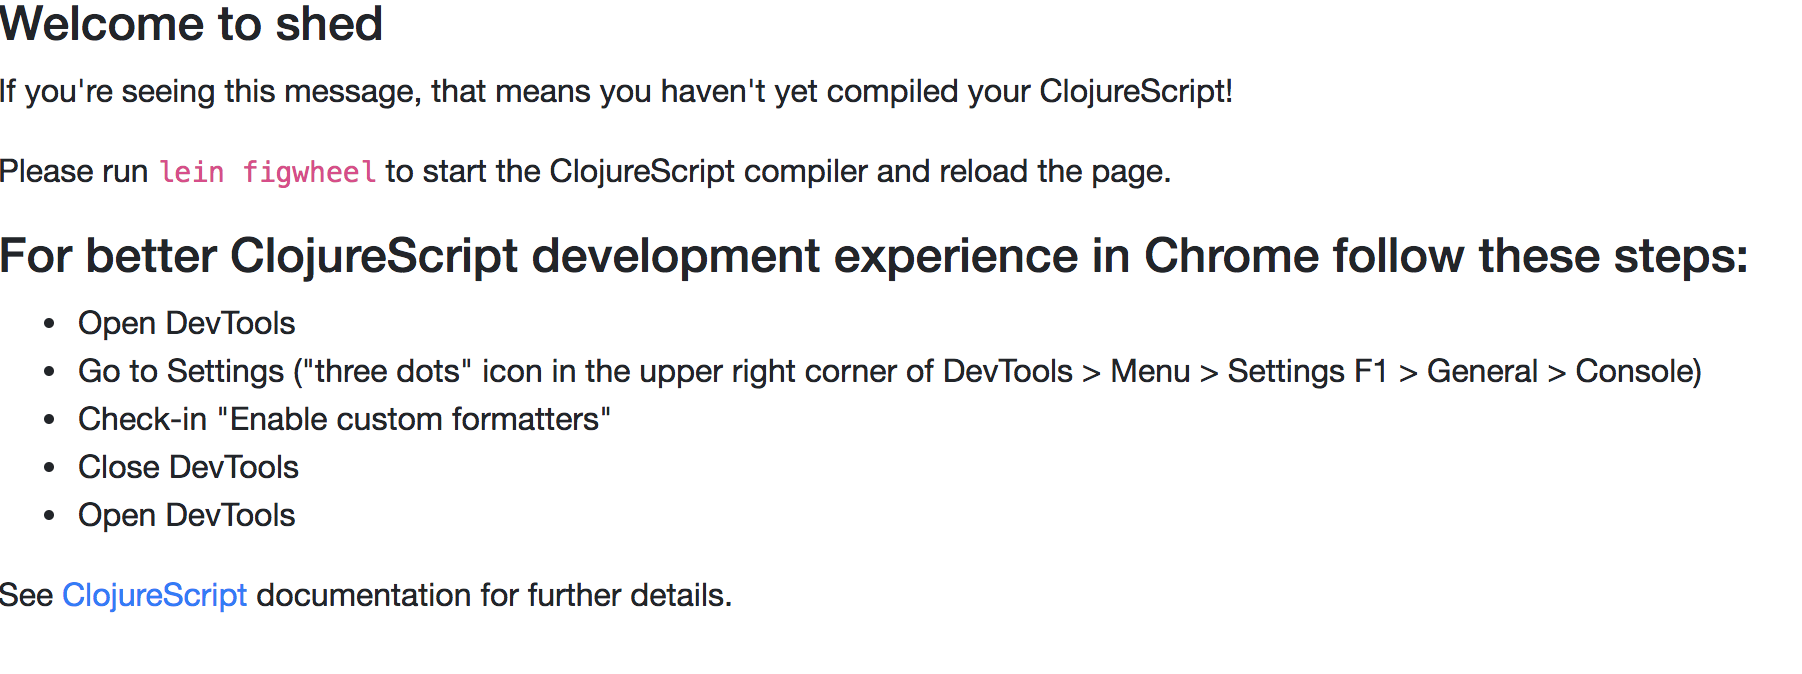 Welcome to shed
If you're seeing this message, that means you haven't yet compiled your ClojureScript!
Please run lein figwheel to start the ClojureScript compiler and reload the page.
For better ClojureScript development experience in Chrome follow these steps:
• Open DevTools
• Go to Settings ("three dots" icon in the upper right corner of DevTools > Menu > Settings F1 > General > Console)
• Check-in "Enable custom formatters"
• Close DevTools
• Open DevTools
See ClojureScript documentation for further details.